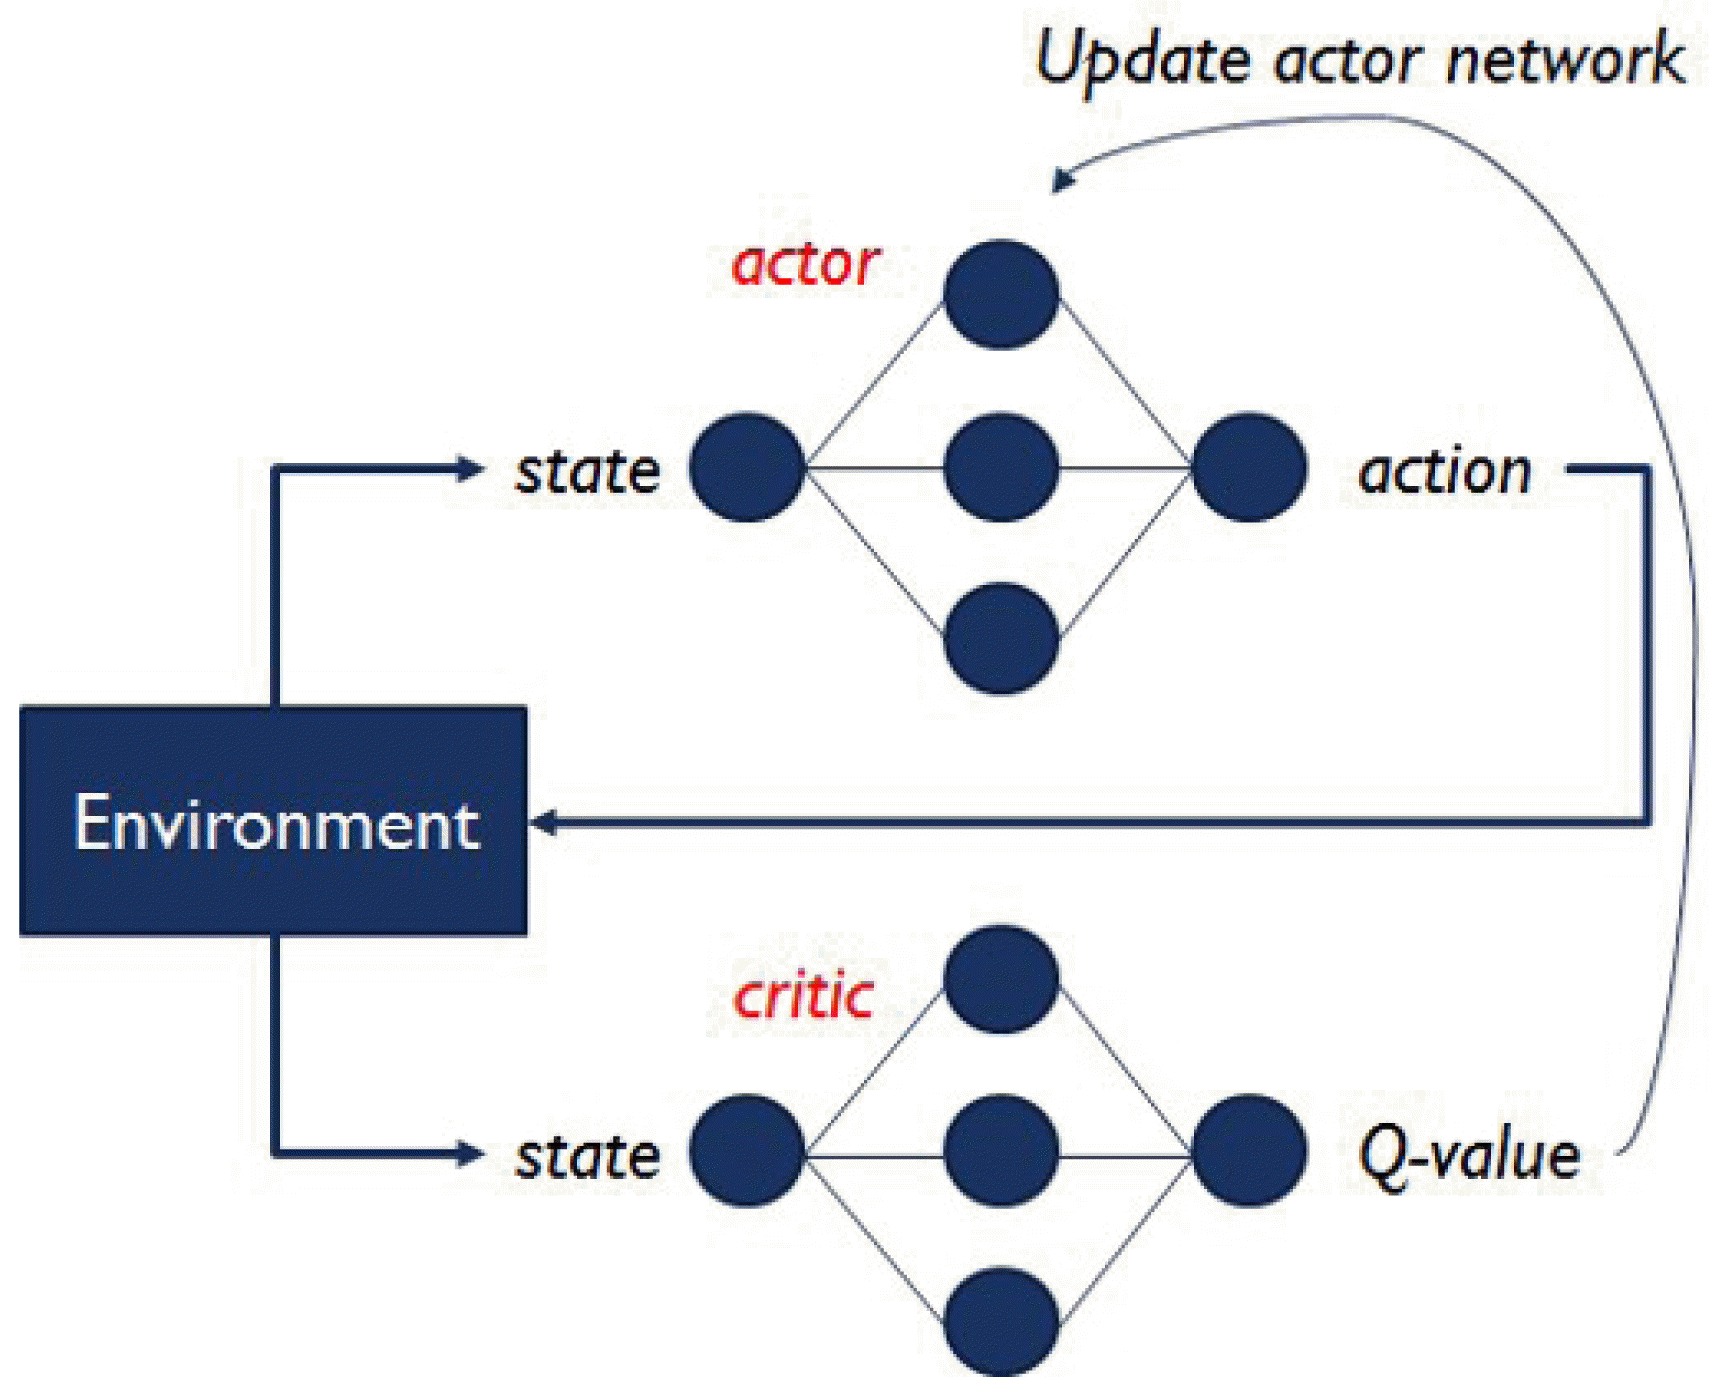 Update actor network
actor
state
action
Environment
critic
state
Q-value